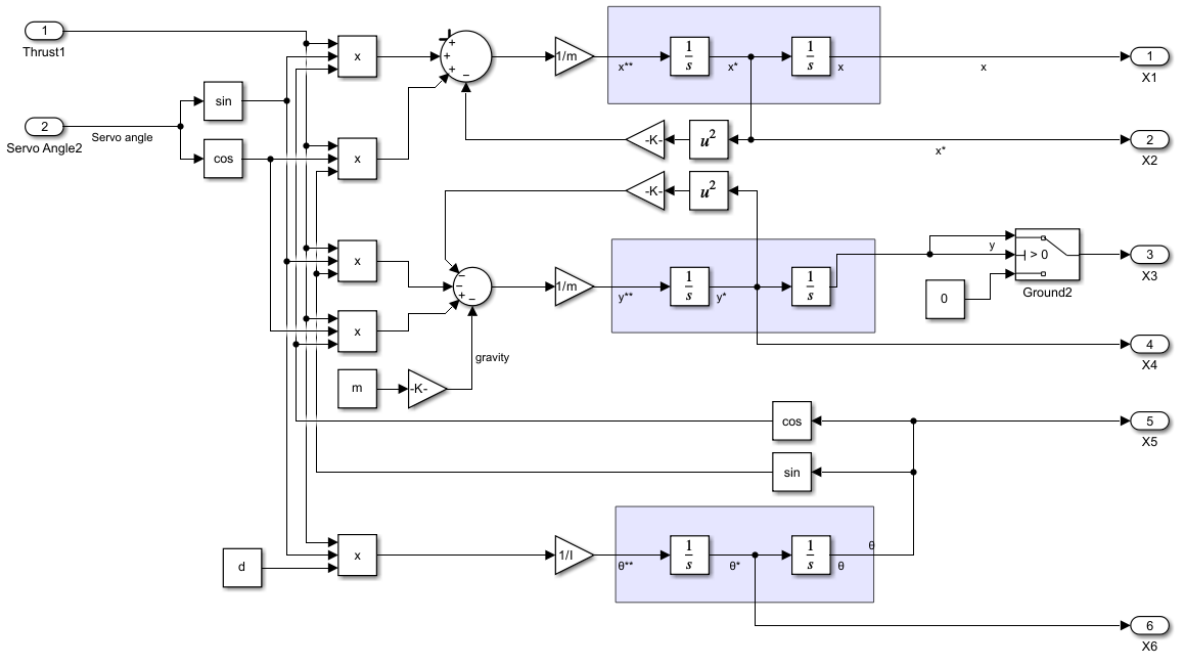 1
Thrust1
2
Servo Angle2
Servo angle
sin
cos
x
x
+
+
+
−
1/m
x**
1
s
x*
1
s
x
x
1
X1
-K-
u²
x*
2
X2
-K-
u²
x
x
−
−
+
−
1/m
y**
1
s
y*
1
s
y
> 0
Ground2
0
3
X3
4
X4
gravity
m
-K-
cos
5
X5
sin
d
x
1/I
θ**
1
s
θ*
1
s
θ
θ
6
X6